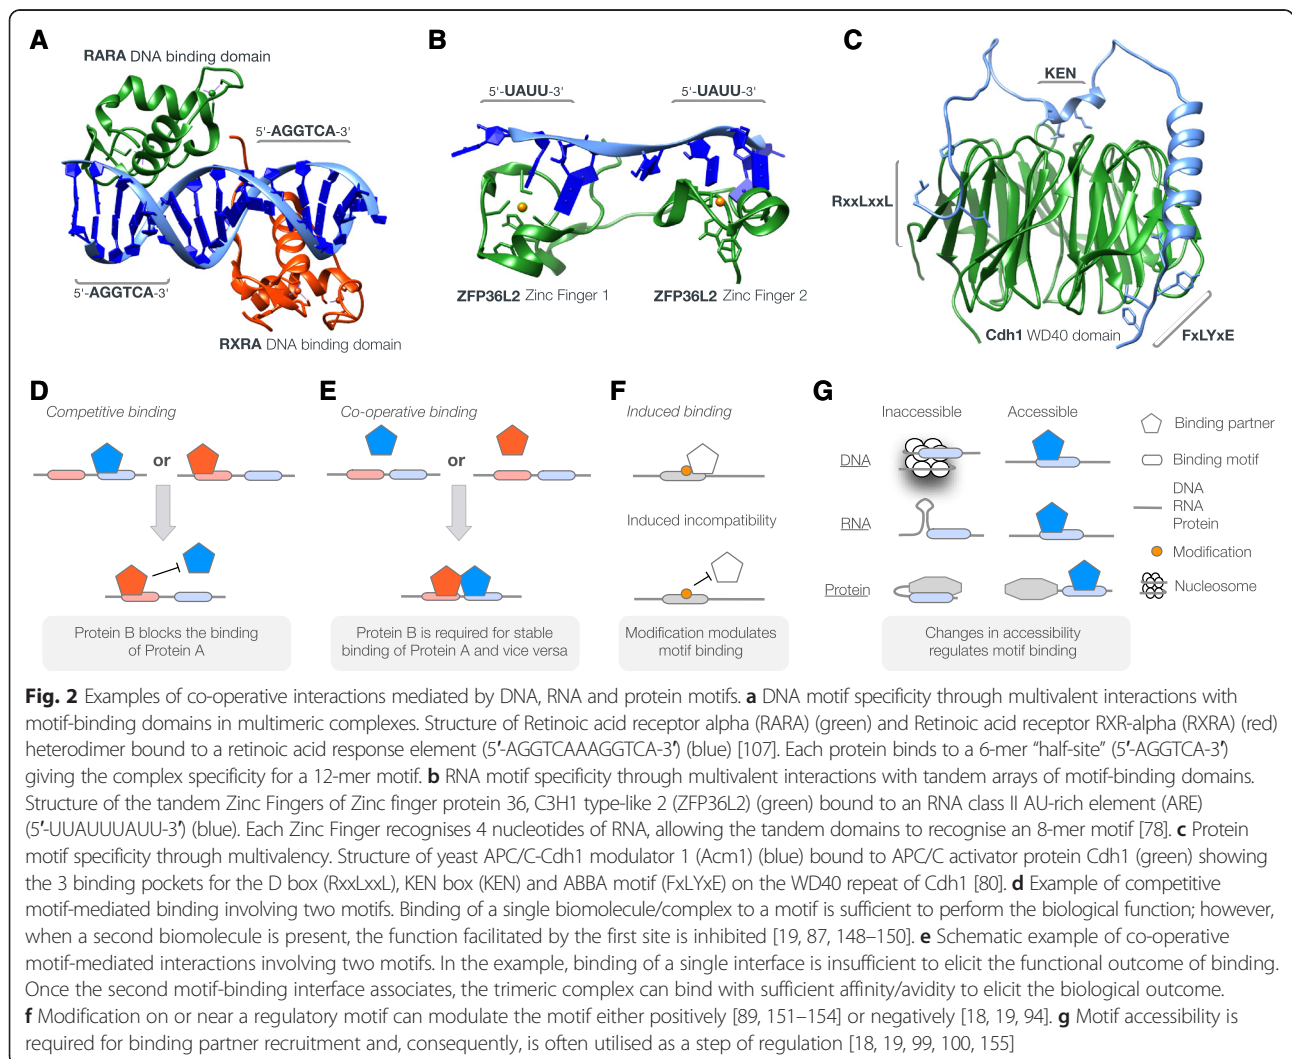 A
RARA DNA binding domain
5'-AGGTCA-3'
5'-AGGTCA-3'
RXRA DNA binding domain
B
5'-UAUU-3'
5'-UAUU-3'
ZFP36L2 Zinc Finger 1
ZFP36L2 Zinc Finger 2
C
KEN
RxxLxxL
Cdh1 WD40 domain
FxLYxE
D
Competitive binding
or
Protein B blocks the binding
of Protein A
E
Co-operative binding
or
Protein B is required for stable
binding of Protein A and vice versa
F
Induced binding
Induced incompatibility
Modification modulates
motif binding
G
Inaccessible
Accessible
DNA
RNA
Protein
Changes in accessibility
regulates motif binding
Binding partner
Binding motif
DNA
RNA
Protein
Modification
Nucleosome
Fig. 2 Examples of co-operative interactions mediated by DNA, RNA and protein motifs. a DNA motif specificity through multivalent interactions with
motif-binding domains in multimeric complexes. Structure of Retinoic acid receptor alpha (RARA) (green) and Retinoic acid receptor RXR-alpha (RXRA) (red)
heterodimer bound to a retinoic acid response element (5′-AGGTCAAAGGTCA-3′) (blue) [107]. Each protein binds to a 6-mer “half-site” (5′-AGGTCA-3′)
giving the complex specificity for a 12-mer motif. b RNA motif specificity through multivalent interactions with tandem arrays of motif-binding domains.
Structure of the tandem Zinc Fingers of Zinc finger protein 36, C3H1 type-like 2 (ZFP36L2) (green) bound to an RNA class II AU-rich element (ARE)
(5′-UUAUUUAUU-3′) (blue). Each Zinc Finger recognises 4 nucleotides of RNA, allowing the tandem domains to recognise an 8-mer motif [78]. c Protein
motif specificity through multivalency. Structure of yeast APC/C-Cdh1 modulator 1 (Acm1) (blue) bound to APC/C activator protein Cdh1 (green) showing
the 3 binding pockets for the D box (RxxLxxL), KEN box (KEN) and ABBA motif (FxLYxE) on the WD40 repeat of Cdh1 [80]. d Example of competitive
motif-mediated binding involving two motifs. Binding of a single biomolecule/complex to a motif is sufficient to perform the biological function; however,
when a second biomolecule is present, the function facilitated by the first site is inhibited [19, 87, 148–150]. e Schematic example of co-operative
motif-mediated interactions involving two motifs. In the example, binding of a single interface is insufficient to elicit the functional outcome of binding.
Once the second motif-binding interface associates, the trimeric complex can bind with sufficient affinity/avidity to elicit the biological outcome.
f Modification on or near a regulatory motif can modulate the motif either positively [89, 151–154] or negatively [18, 19, 94]. g Motif accessibility is
required for binding partner recruitment and, consequently, is often utilised as a step of regulation [18, 19, 99, 100, 155]